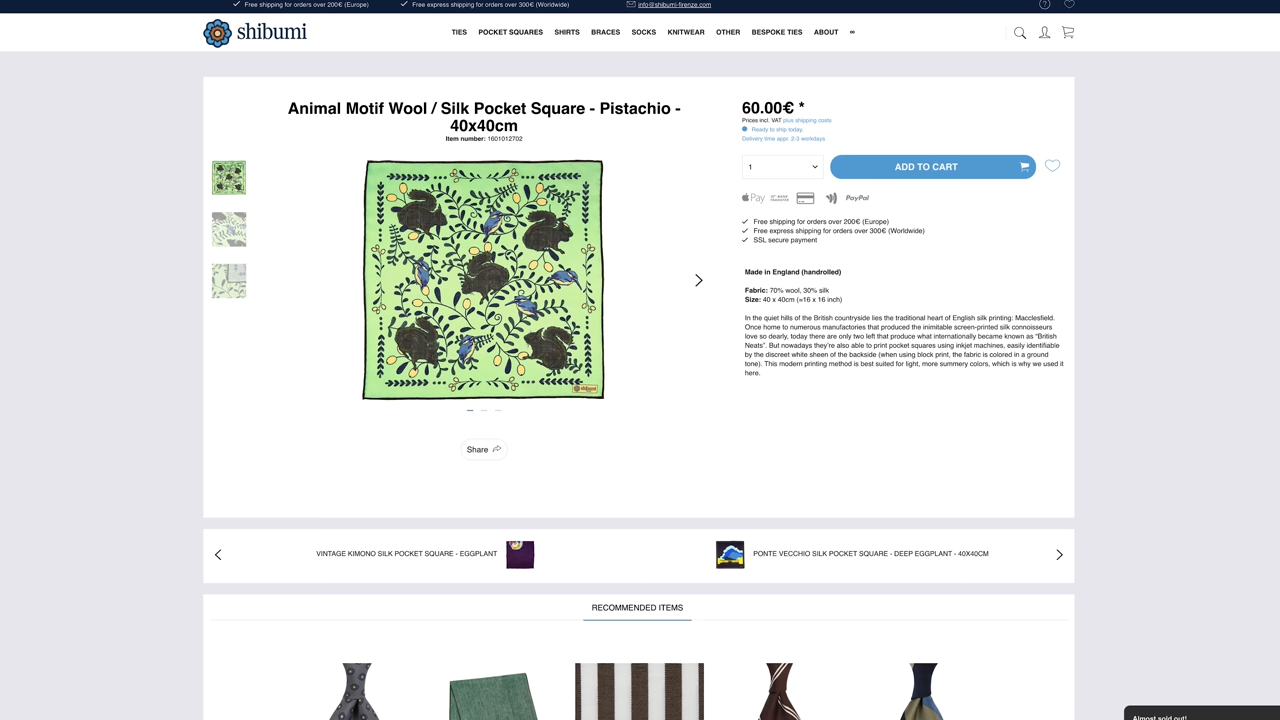 Free shipping for orders over 200€ (Europe)
Free express shipping for orders over 300€ (Worldwide)
info@shibumi-firenze.com
shibumi
TIES
POCKET SQUARES
SHIRTS
BRACES
SOCKS
KNITWEAR
OTHER
BESPOKE TIES
ABOUT
∞
Animal Motif Wool / Silk Pocket Square - Pistachio -
40x40cm
Item number: 1601012702
shibumi
Share
60.00€ *
Prices incl. VAT plus shipping costs
Ready to ship today,
Delivery time appr. 2-3 workdays
1
ADD TO CART
Pay
BANK
TRANSFER
PayPal
Free shipping for orders over 200€ (Europe)
Free express shipping for orders over 300€ (Worldwide)
SSL secure payment
Made in England (handrolled)
Fabric: 70% wool, 30% silk
Size: 40 x 40cm (≈16 x 16 inch)
In the quiet hills of the British countryside lies the traditional heart of English silk printing: Macclesfield.
Once home to numerous manufactories that produced the inimitable screen-printed silk connoisseurs
love so dearly, today there are only two left that produce what internationally became known as “British
Neats”. But nowadays they’re also able to print pocket squares using inkjet machines, easily identifiable
by the discreet white sheen of the backside (when using block print, the fabric is colored in a ground
tone). This modern printing method is best suited for light, more summery colors, which is why we used it
here.
VINTAGE KIMONO SILK POCKET SQUARE - EGGPLANT
PONTE VECCHIO SILK POCKET SQUARE - DEEP EGGPLANT - 40X40CM
RECOMMENDED ITEMS
Almost sold out!